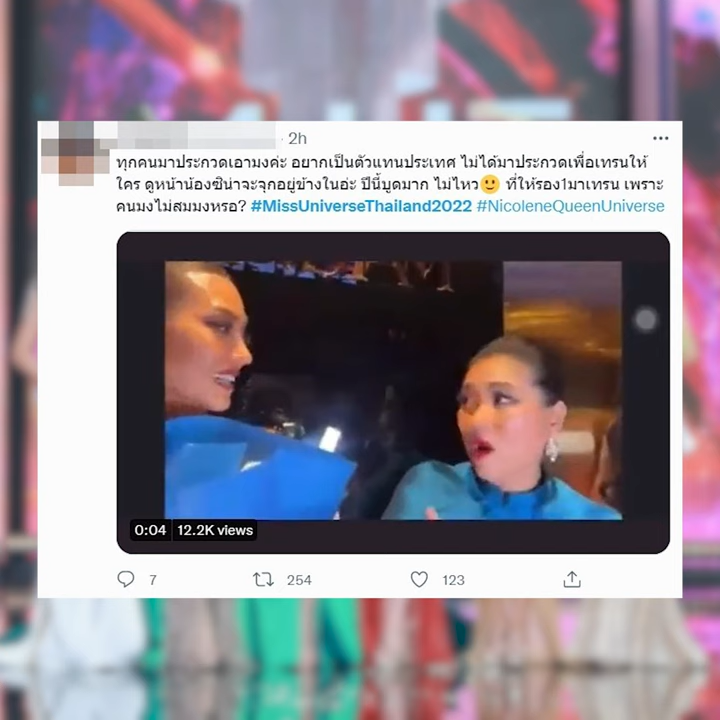 2h
ทุกคนมาประกวดเอามงค่ะ อยากเป็นตัวแทนประเทศ ไม่ได้มาประกวดเพื่อเทรนให้
ใคร ดูหน้าน้องซิน่าจะจุกอยู่ข้างในอ่ะ ปีนี้บูดมาก ไม่ไหว🙂 ที่ให้รอง1มาเทรน เพราะ
คนมงไม่สมมงหรอ? #MissUniverseThailand2022 #NicoleneQueenUniverse
0:04 12.2K views
7 254 123